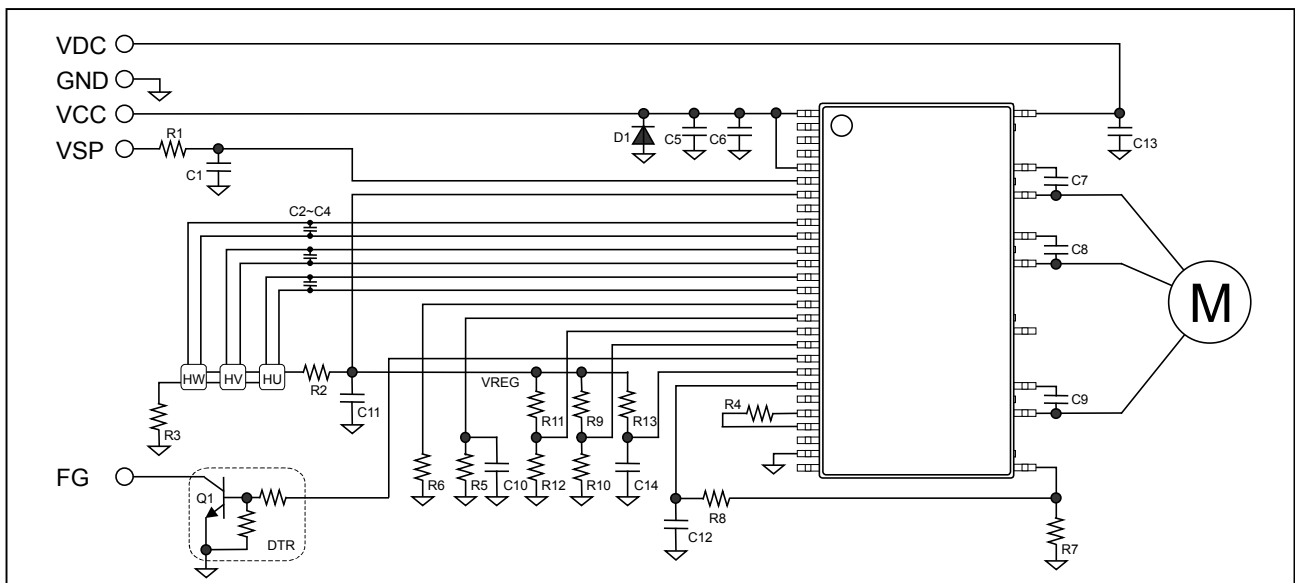 VDC
GND
VCC
VSP
R1
C1
D1
C5
C6
C13
C7
C2~C4
C8
M
HW
HV
HU
R2
VREG
C11
R11
R9
R13
R4
C9
R3
R6
R5
C10
R12
R10
C14
FG
Q1
R8
C12
R7
DTR